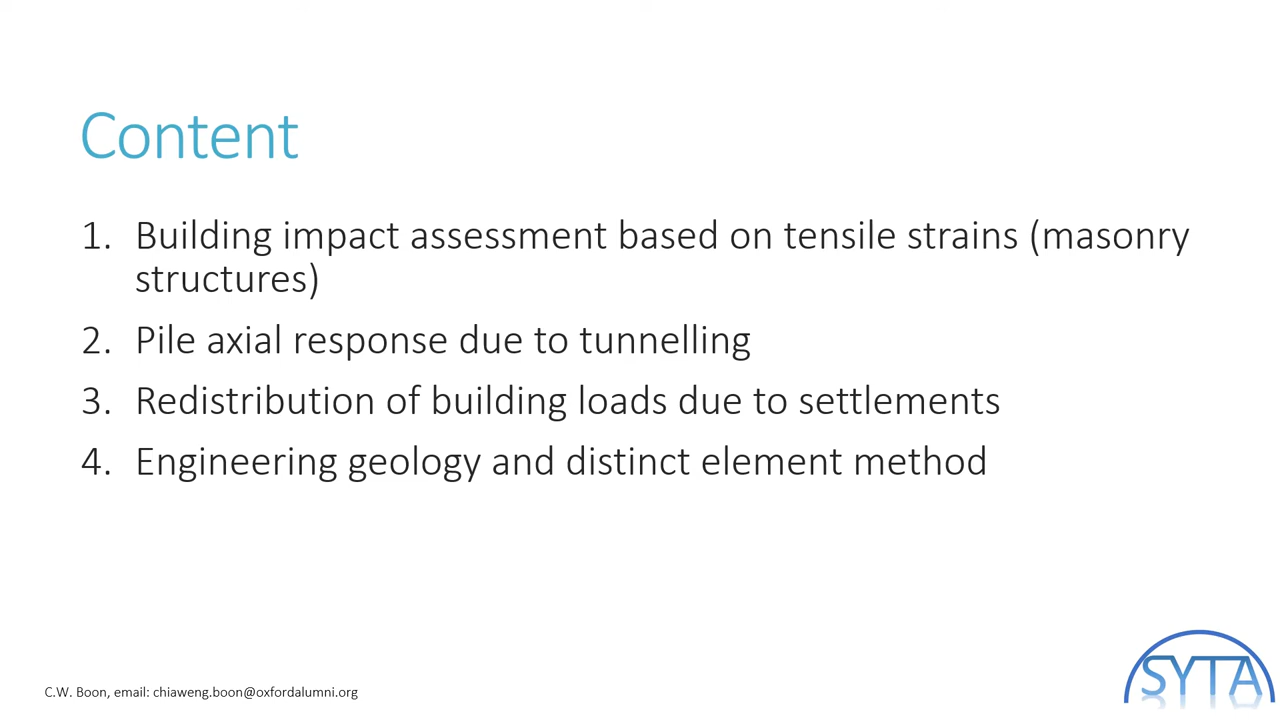 Content
1. Building impact assessment based on tensile strains (masonry
structures)
2. Pile axial response due to tunnelling
3. Redistribution of building loads due to settlements
4. Engineering geology and distinct element method
C.W. Boon, email: chiaweng.boon@oxfordalumni.org
SYTA